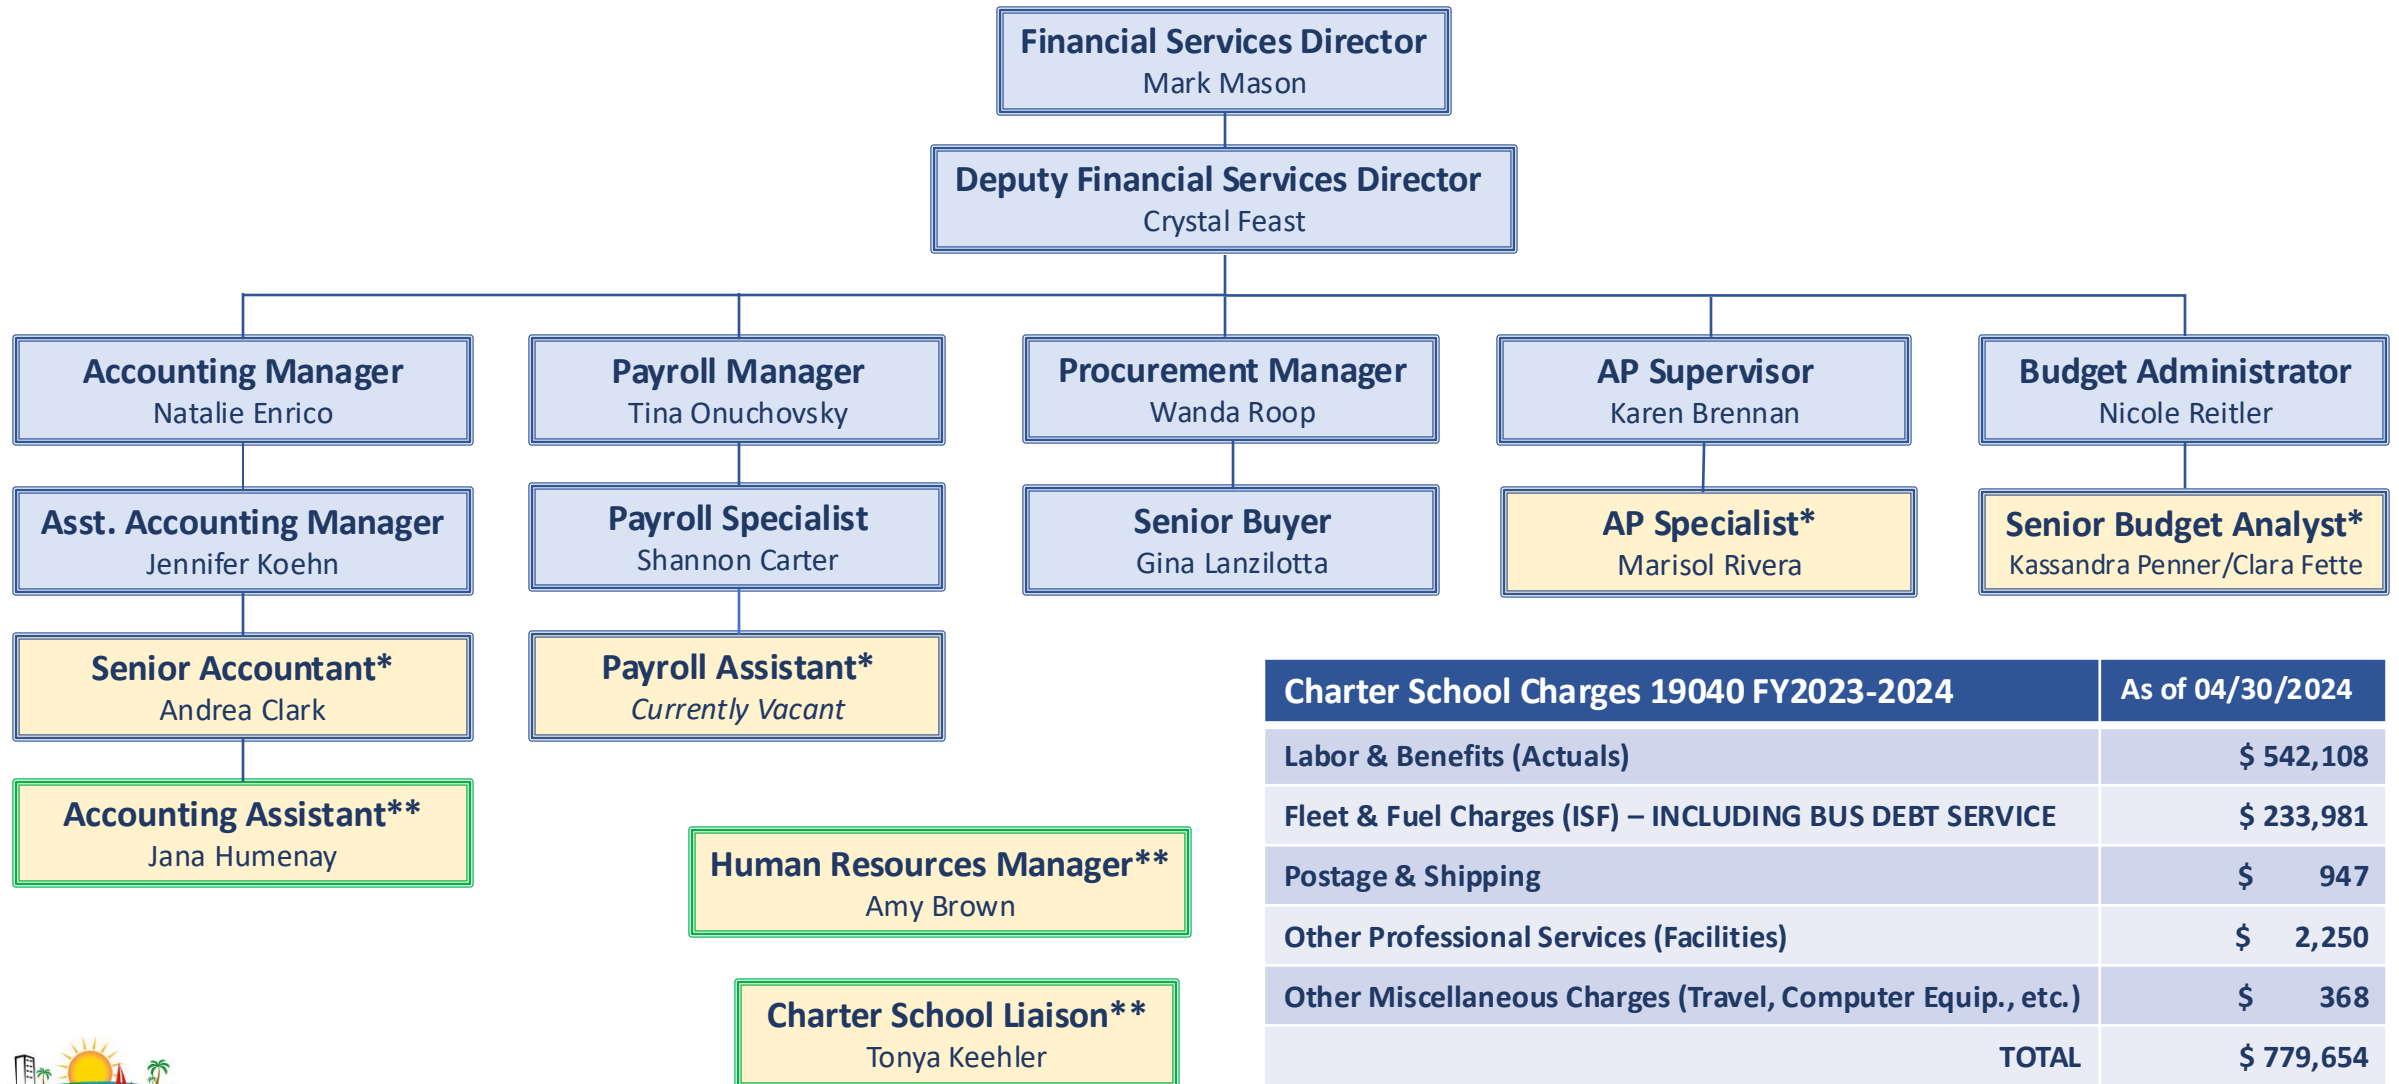 Financial Services Director
Mark Mason
Deputy Financial Services Director
Crystal Feast
Accounting Manager
Natalie Enrico
Payroll Manager
Tina Onuchovsky
Procurement Manager
Wanda Roop
AP Supervisor
Karen Brennan
Budget Administrator
Nicole Reitler
Asst. Accounting Manager
Jennifer Koehn
Payroll Specialist
Shannon Carter
Senior Buyer
Gina Lanzilotta
AP Specialist*
Marisol Rivera
Senior Budget Analyst*
Kassandra Penner/Clara Fette
Senior Accountant*
Andrea Clark
Payroll Assistant*
Currently Vacant
Accounting Assistant**
Jana Humenay
Human Resources Manager**
Amy Brown
Charter School Liaison**
Tonya Keehler
Charter School Charges 19040 FY2023-2024 As of 04/30/2024
Labor & Benefits (Actuals) $ 542,108
Fleet & Fuel Charges (ISF) – INCLUDING BUS DEBT SERVICE $ 233,981
Postage & Shipping $ 947
Other Professional Services (Facilities) $ 2,250
Other Miscellaneous Charges (Travel, Computer Equip., etc.) $ 368
TOTAL $ 779,654